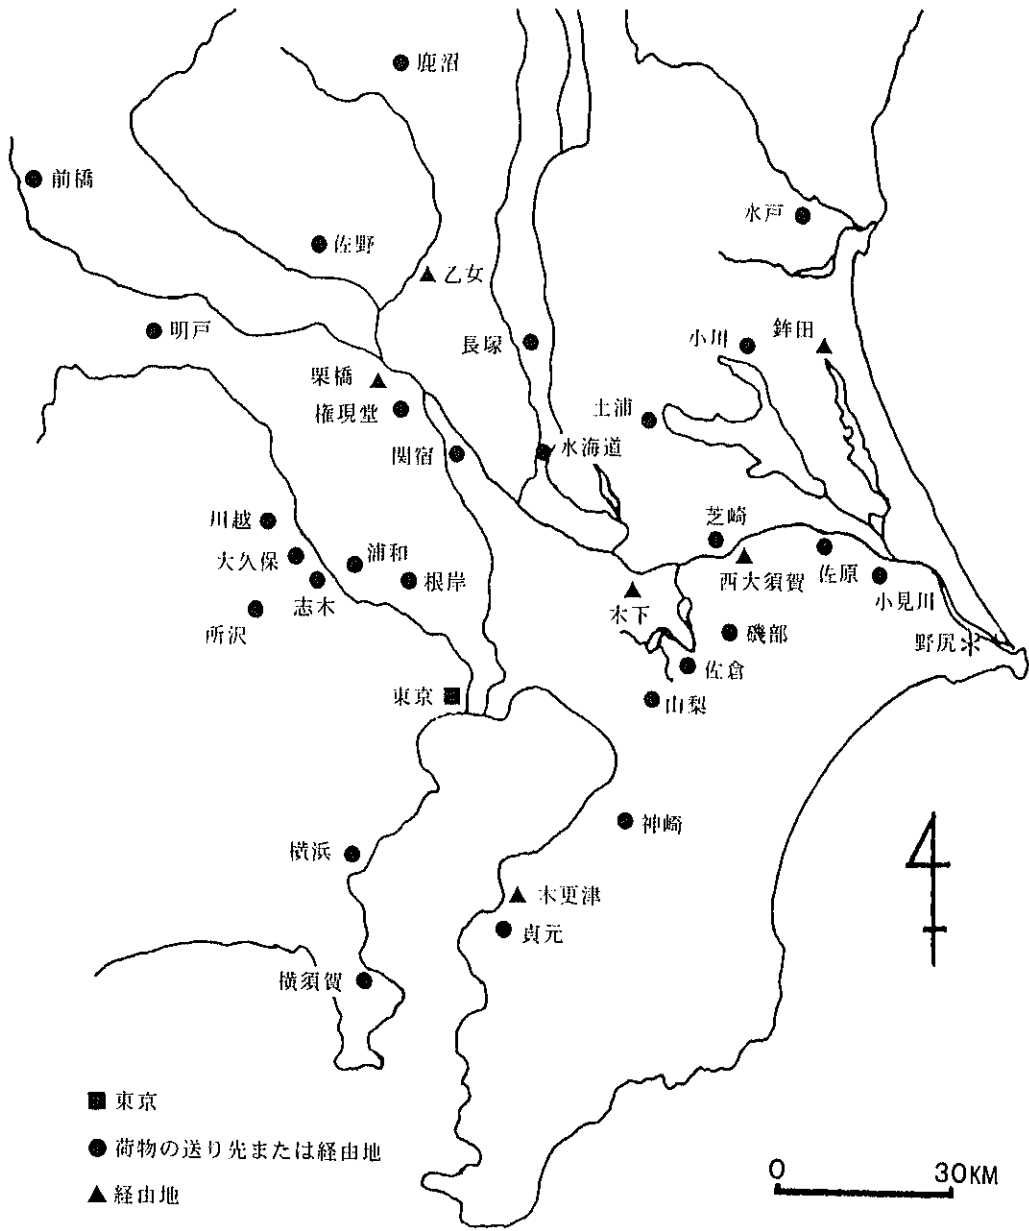 鹿沼
前橋
水戸
佐野
乙女
明戸
長塚
小川
鉾田
栗橋
権現堂
土浦
関宿
水海道
川越
芝崎
大久保
浦和
西大須賀
佐原
志木
根岸
木下
小見川
所沢
磯部
野尻
佐倉
東京
山梨
神崎
横浜
木更津
貞元
横須賀
東京
荷物の送り先または経由地
経由地
0 30KM